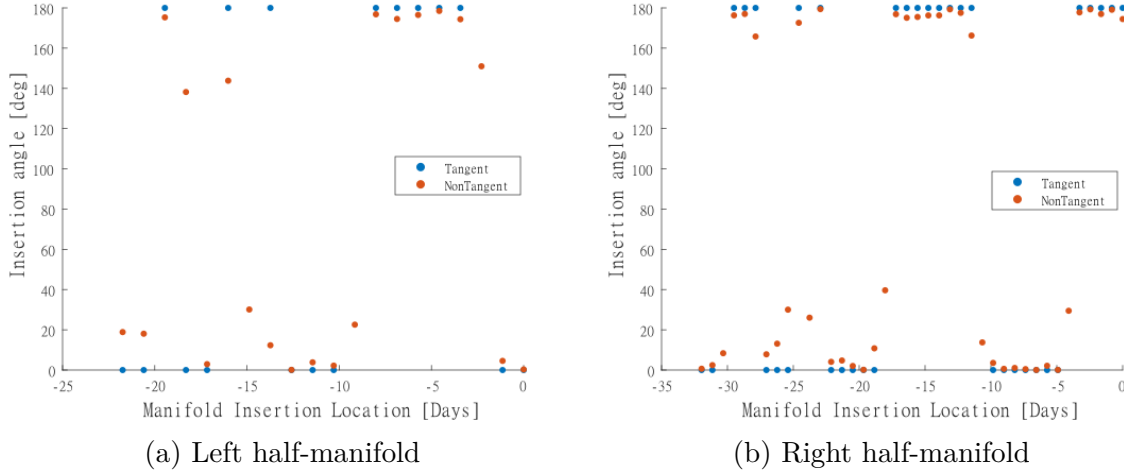 180
160
140
120
100
80
60
40
20
0
Insertion angle [deg]
Tangent
NonTangent
-25 -20 -15 -10 -5 0
Manifold Insertion Location [Days]
(a) Left half-manifold
180
160
140
120
100
80
60
40
20
0
Insertion angle [deg]
Tangent
NonTangent
-35 -30 -25 -20 -15 -10 -5 0
Manifold Insertion Location [Days]
(b) Right half-manifold